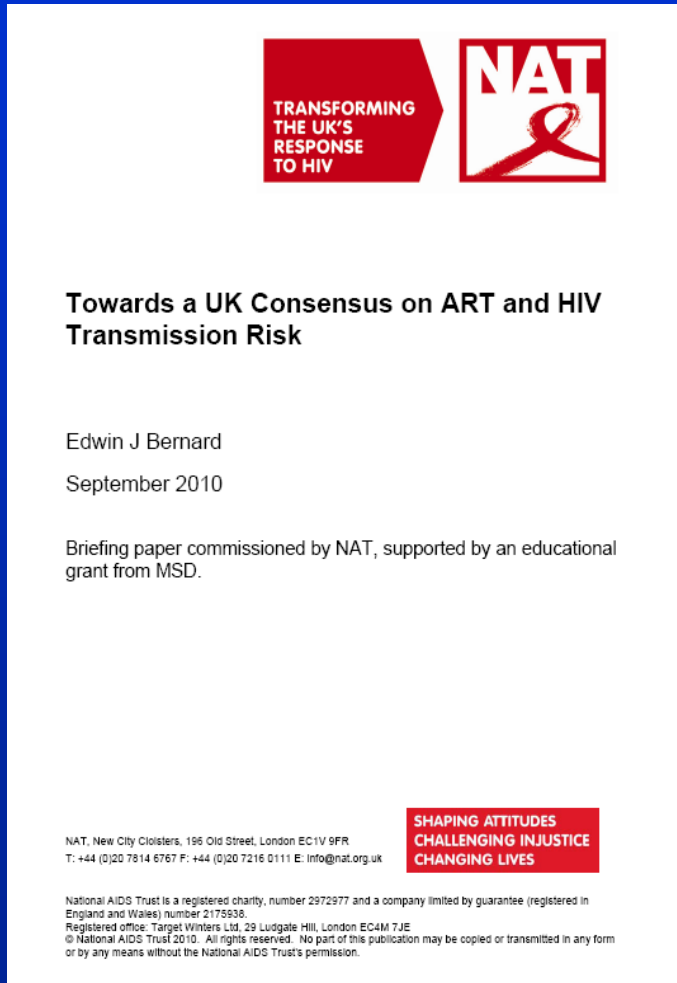 TRANSFORMING
THE UK'S
RESPONSE
TO HIV
NAT
Towards a UK Consensus on ART and HIV
Transmission Risk
Edwin J Bernard
September 2010
Briefing paper commissioned by NAT, supported by an educational
grant from MSD.
NAT, New City Cloisters, 196 Old Street, London EC1V 9FR
T: +44 (0)20 7814 6767 F: +44 (0)20 7216 0111 E: info@nat.org.uk
SHAPING ATTITUDES
CHALLENGING INJUSTICE
CHANGING LIVES
National AIDS Trust is a registered charity, number 2972977 and a company limited by guarantee (registered in
England and Wales) number 2175938.
Registered office: Target Winters Ltd, 29 Ludgate Hill, London EC4M 7JE
© National AIDS Trust 2010. All rights reserved. No part of this publication may be copied or transmitted in any form
or by any means without the National AIDS Trust's permission.